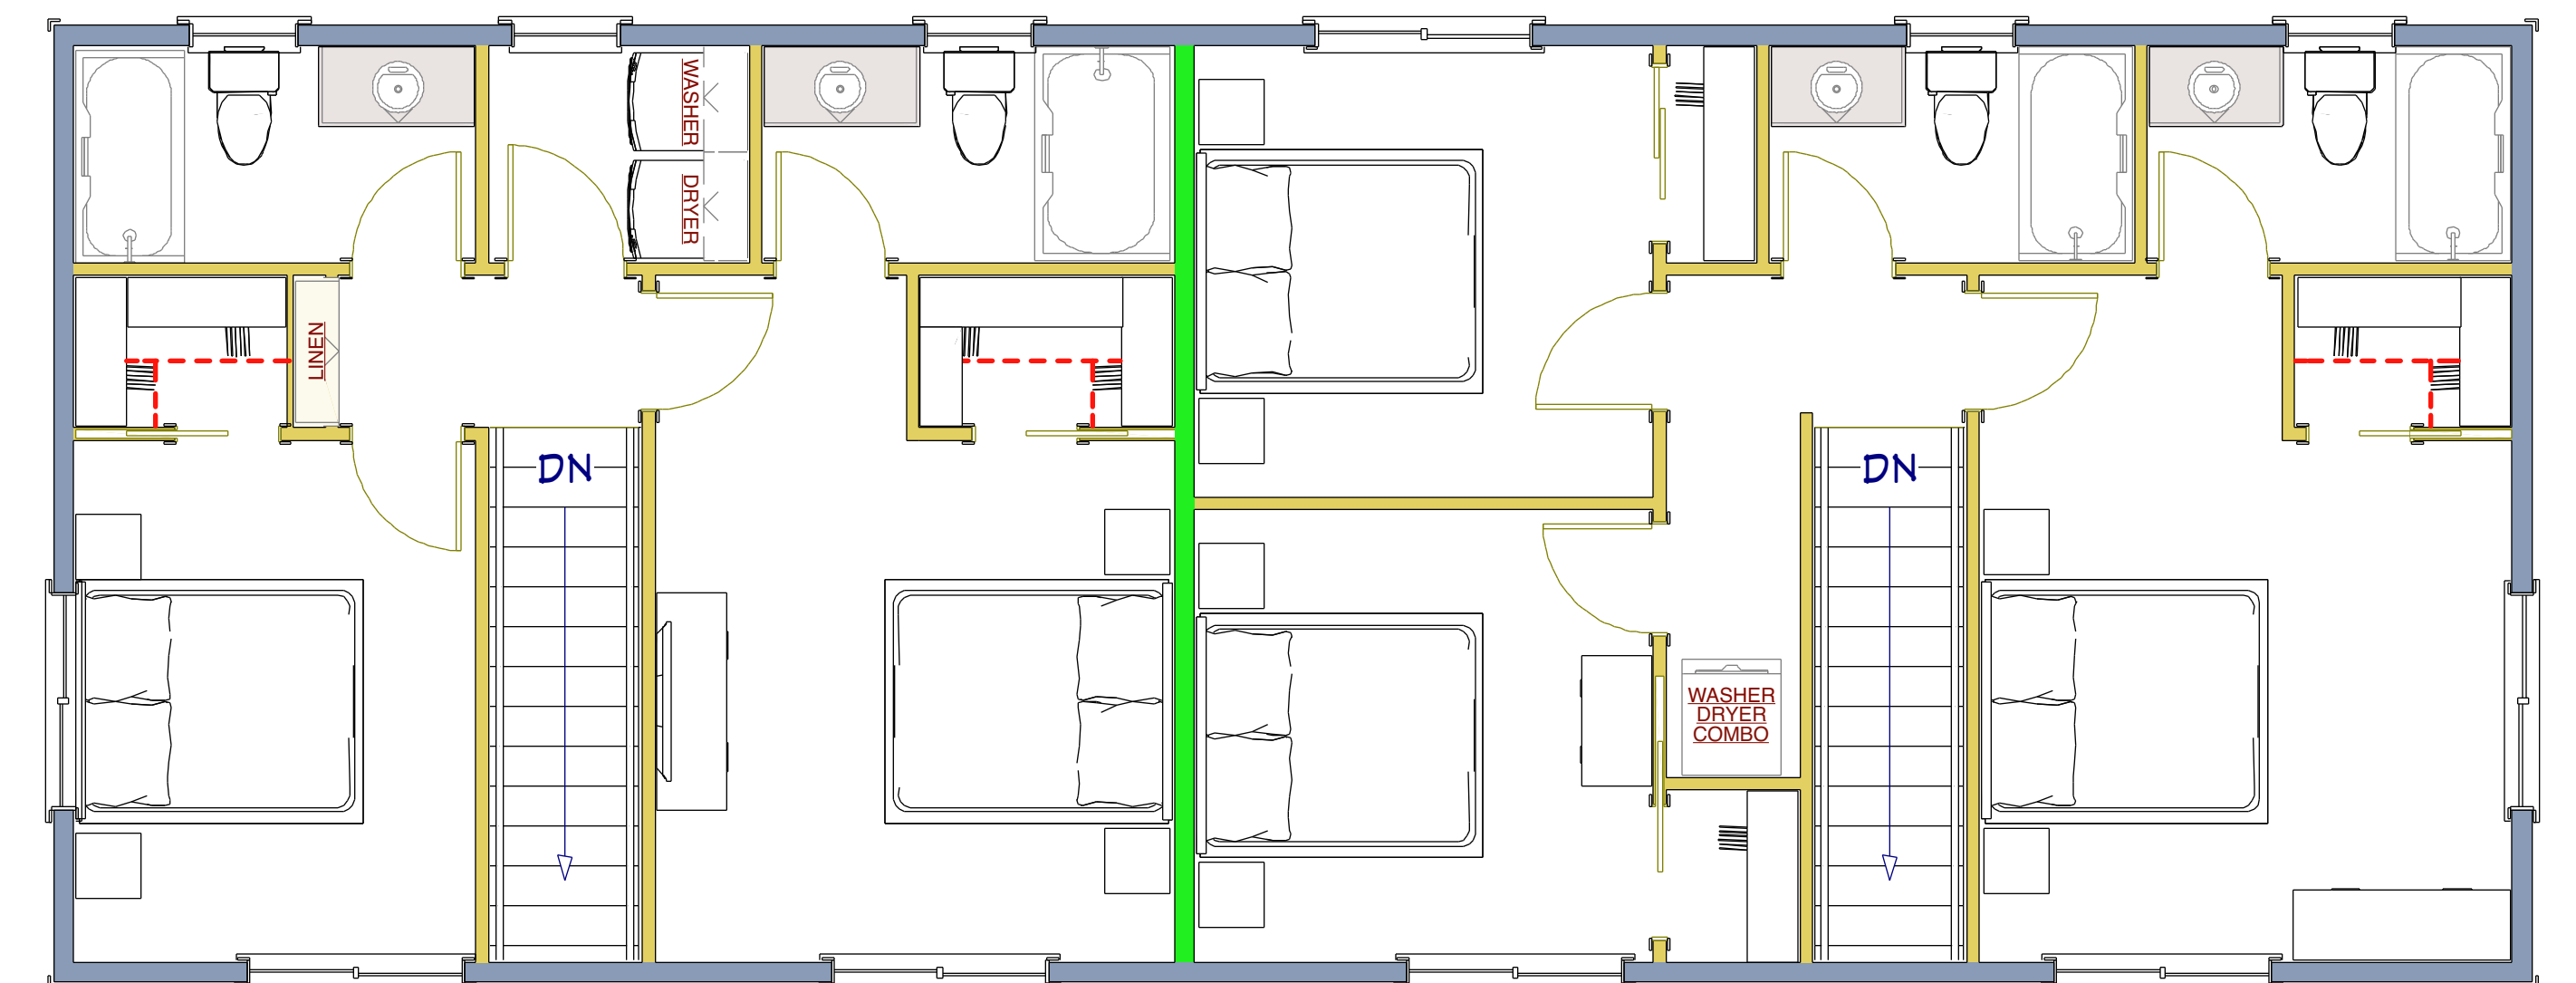 WASHER
DRYER
LINEN
DN
DN
WASHER
DRYER
COMBO